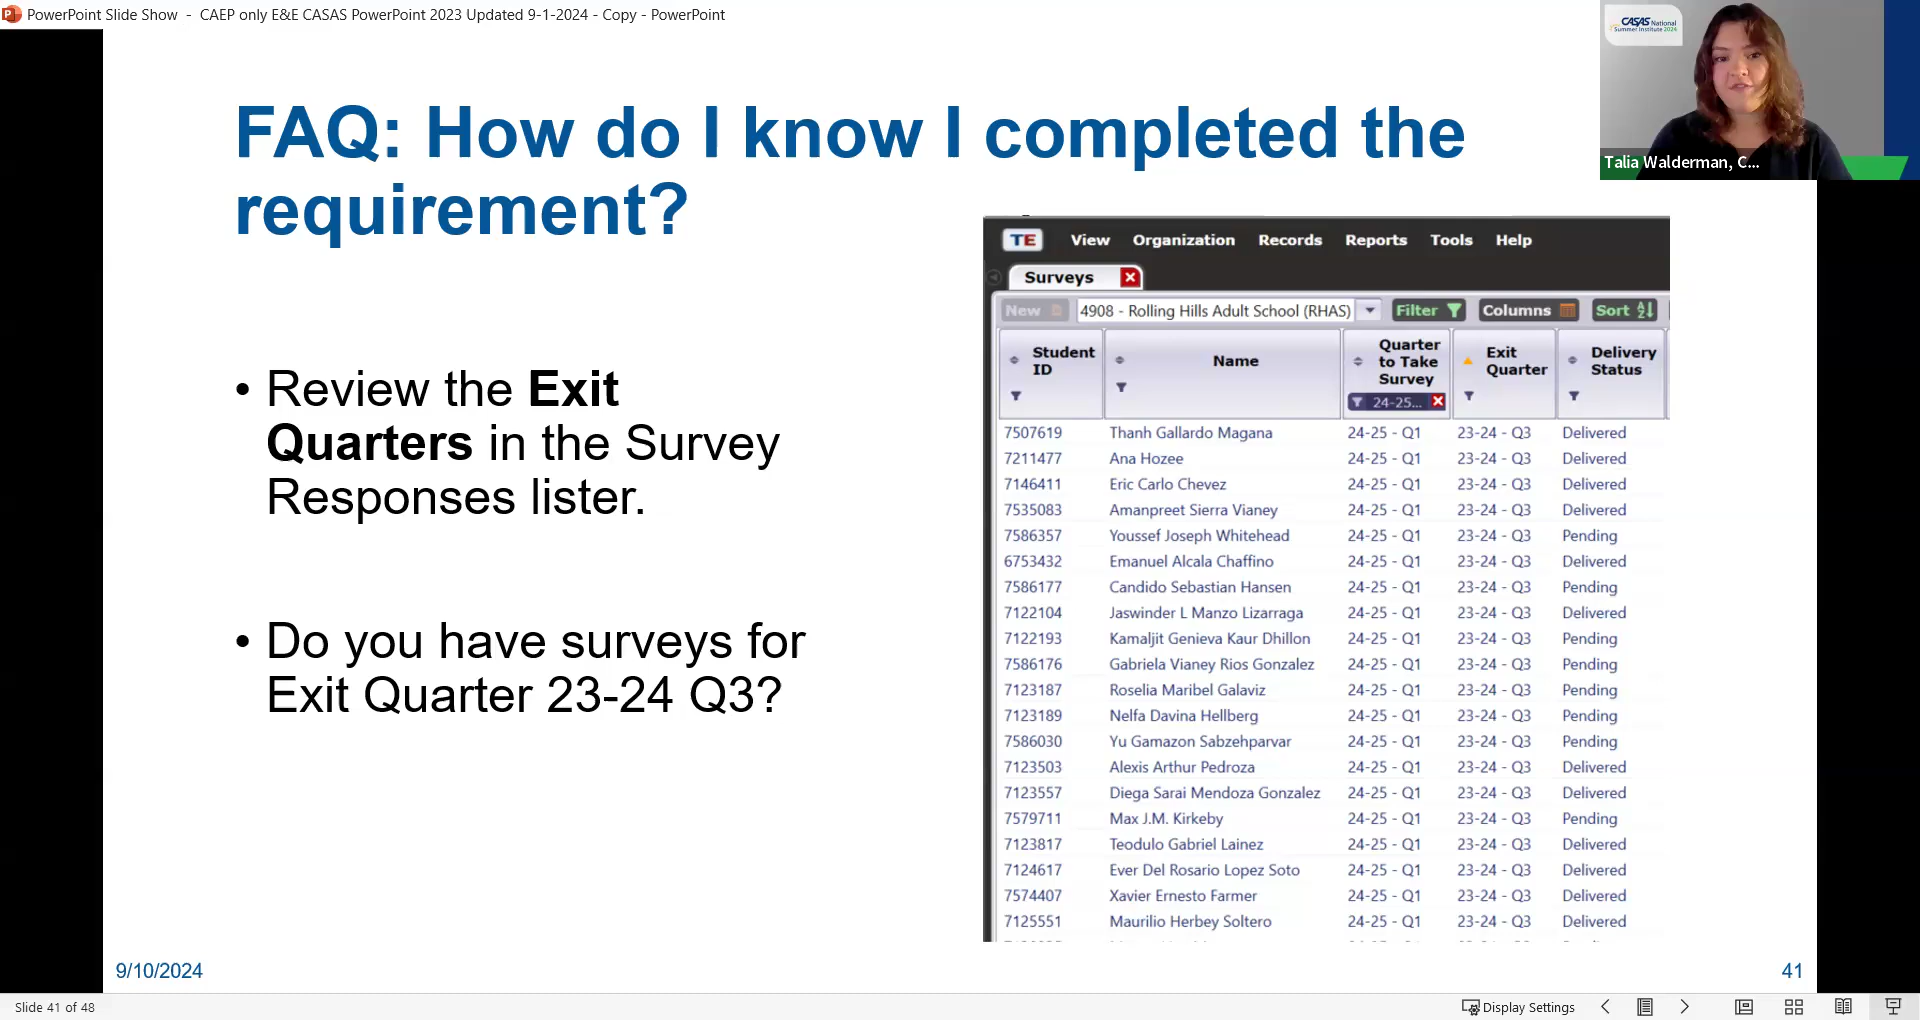 PowerPoint Slide Show - CAEP only E&E CASAS PowerPoint 2023 Updated 9-1-2024 - Copy - PowerPoint
CASAS National
Summer Institute 2024
Talia Walderman, C...
FAQ: How do I know I completed the
requirement?
• Review the Exit
Quarters in the Survey
Responses lister.
• Do you have surveys for
Exit Quarter 23-24 Q3?
TE View Organization Records Reports Tools Help
Surveys
New 4908 - Rolling Hills Adult School (RHAS) Filter Columns Sort
Student ID Name Quarter to Take Survey Exit Quarter Delivery Status
24-25...
7507619 Thanh Gallardo Magana 24-25 - Q1 23-24 - Q3 Delivered
7211477 Ana Hozee 24-25 - Q1 23-24 - Q3 Delivered
7146411 Eric Carlo Chevez 24-25 - Q1 23-24 - Q3 Delivered
7535083 Amanpreet Sierra Vianey 24-25 - Q1 23-24 - Q3 Delivered
7586357 Youssef Joseph Whitehead 24-25 - Q1 23-24 - Q3 Pending
6753432 Emanuel Alcala Chaffino 24-25 - Q1 23-24 - Q3 Delivered
7586177 Candido Sebastian Hansen 24-25 - Q1 23-24 - Q3 Pending
7122104 Jaswinder L Manzo Lizarraga 24-25 - Q1 23-24 - Q3 Delivered
7122193 Kamaljit Genieva Kaur Dhillon 24-25 - Q1 23-24 - Q3 Pending
7586176 Gabriela Vianey Rios Gonzalez 24-25 - Q1 23-24 - Q3 Pending
7123187 Roselia Maribel Galaviz 24-25 - Q1 23-24 - Q3 Pending
7123189 Nelfa Davina Hellberg 24-25 - Q1 23-24 - Q3 Pending
7586030 Yu Gamazon Sabzehparvar 24-25 - Q1 23-24 - Q3 Pending
7123503 Alexis Arthur Pedroza 24-25 - Q1 23-24 - Q3 Delivered
7123557 Diega Sarai Mendoza Gonzalez 24-25 - Q1 23-24 - Q3 Delivered
7579711 Max J.M. Kirkeby 24-25 - Q1 23-24 - Q3 Pending
7123817 Teodulo Gabriel Lainez 24-25 - Q1 23-24 - Q3 Delivered
7124617 Ever Del Rosario Lopez Soto 24-25 - Q1 23-24 - Q3 Delivered
7574407 Xavier Ernesto Farmer 24-25 - Q1 23-24 - Q3 Delivered
7125551 Maurilio Herbey Soltero 24-25 - Q1 23-24 - Q3 Delivered
9/10/2024
41
Slide 41 of 48
Display Settings